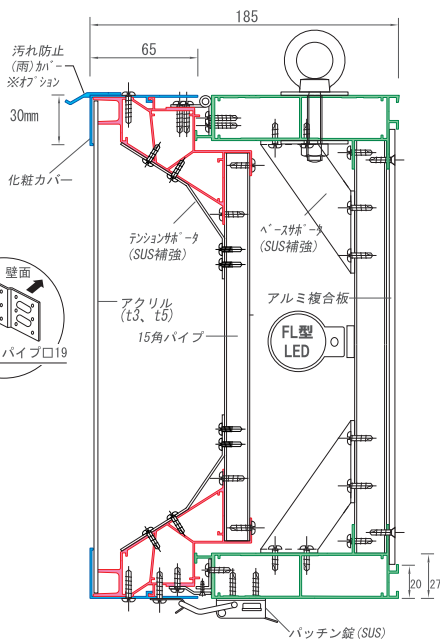 185
65
汚れ防止
(雨)カバー
※オプション
30mm
化粧カバー
テンションサポータ
(SUS補強)
ベースサポータ
(SUS補強)
壁面
パイプ□19
アクリル
(t3、t5)
15角パイプ
アルミ複合板
FL型
LED
20
27
パッチン錠(SUS)